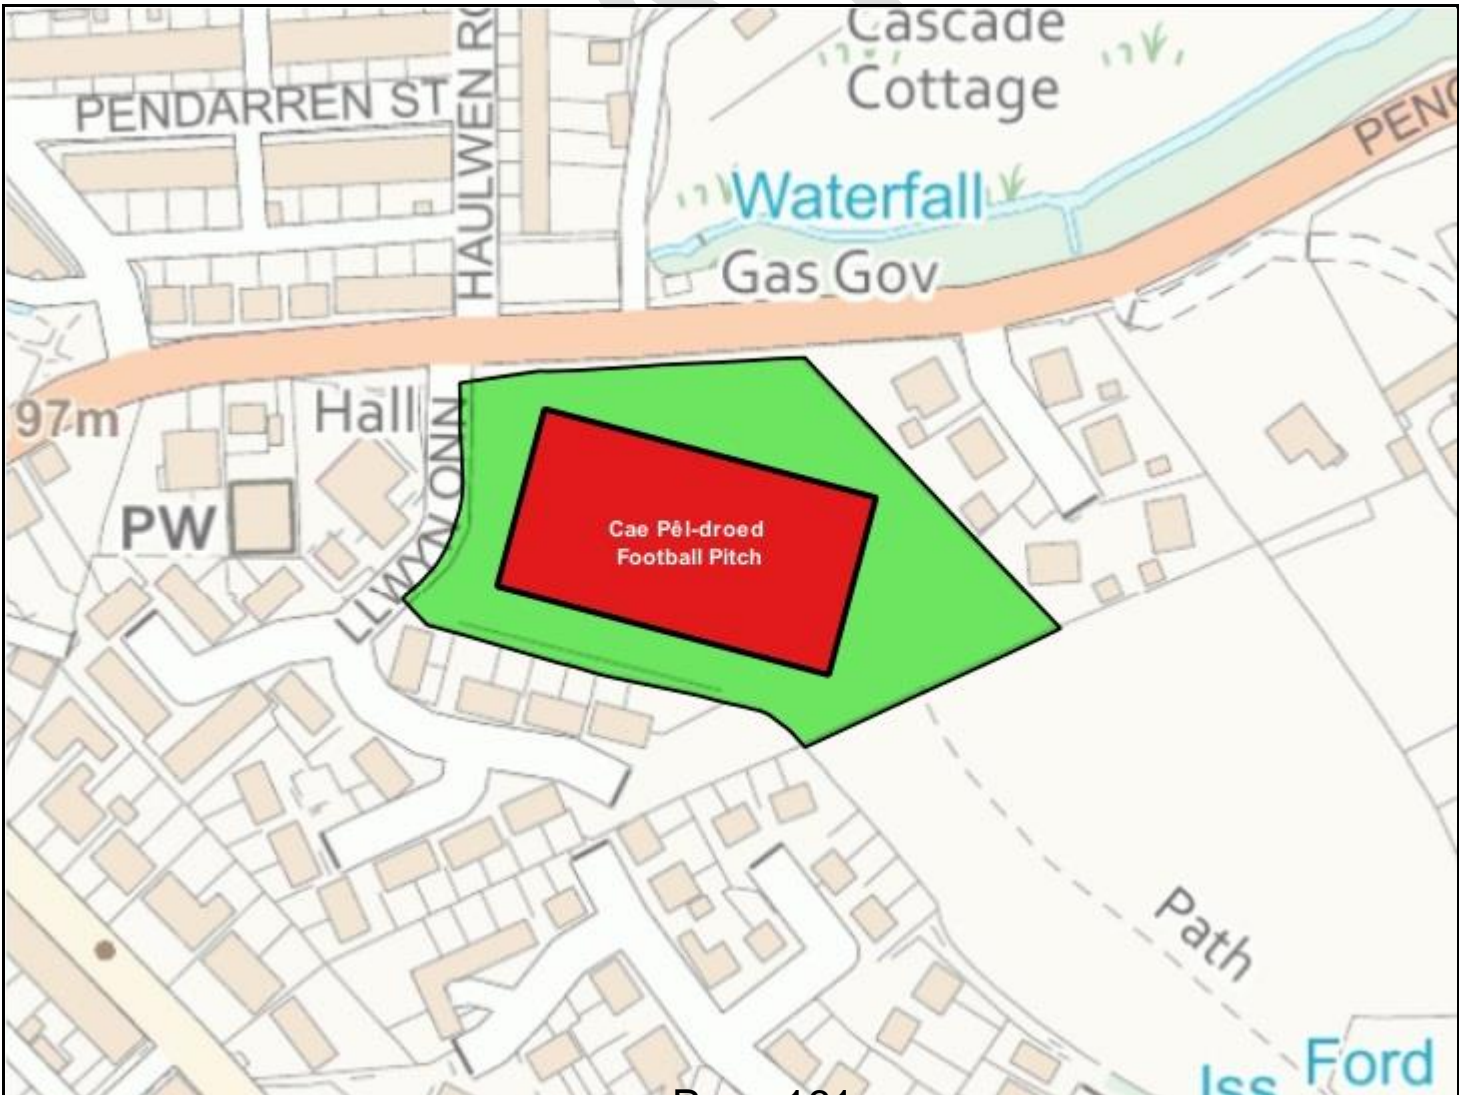 Cascade
Cottage
PENDARREN ST
HAULWEN
Waterfall
Gas Gov
97m
Hall
PW
LLWYN ONN
Cae Pêl-droed
Football Pitch
Path
Ford
Iss